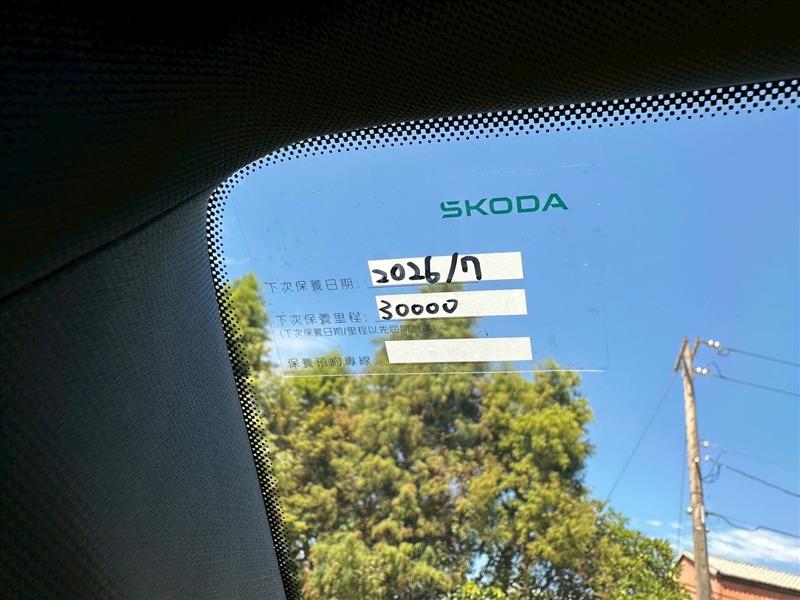 SKODA
下次保養日期: 2026/7
下次保養里程: 30000
(下次保養日期/里程以先屆期為準)
保養預約專線